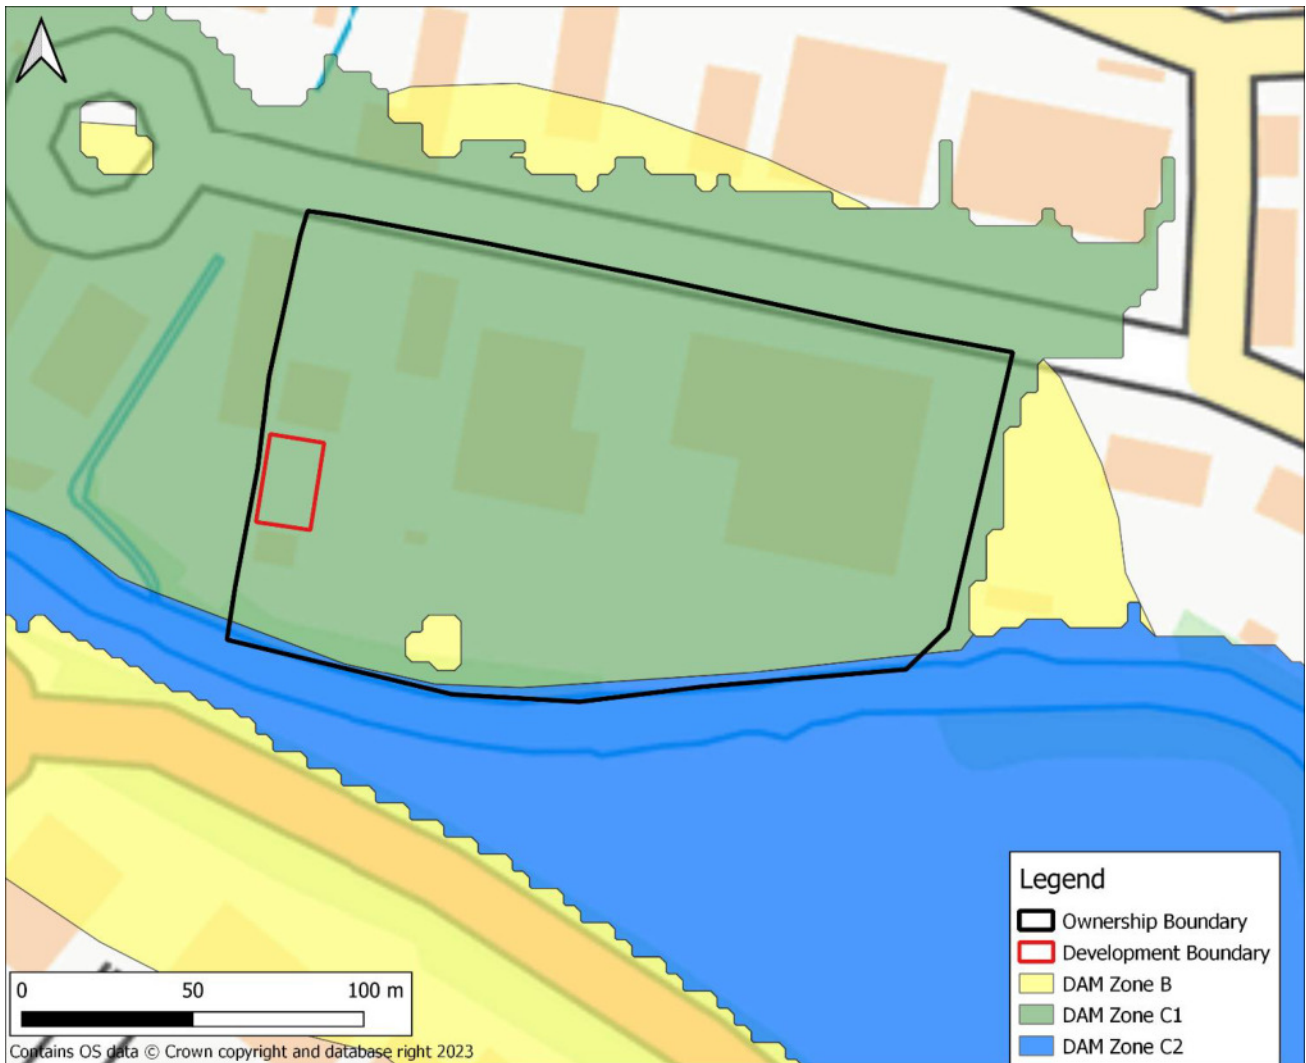 Legend
Ownership Boundary
Development Boundary
DAM Zone B
DAM Zone C1
DAM Zone C2
0 50 100 m
Contains OS data © Crown copyright and database right 2023